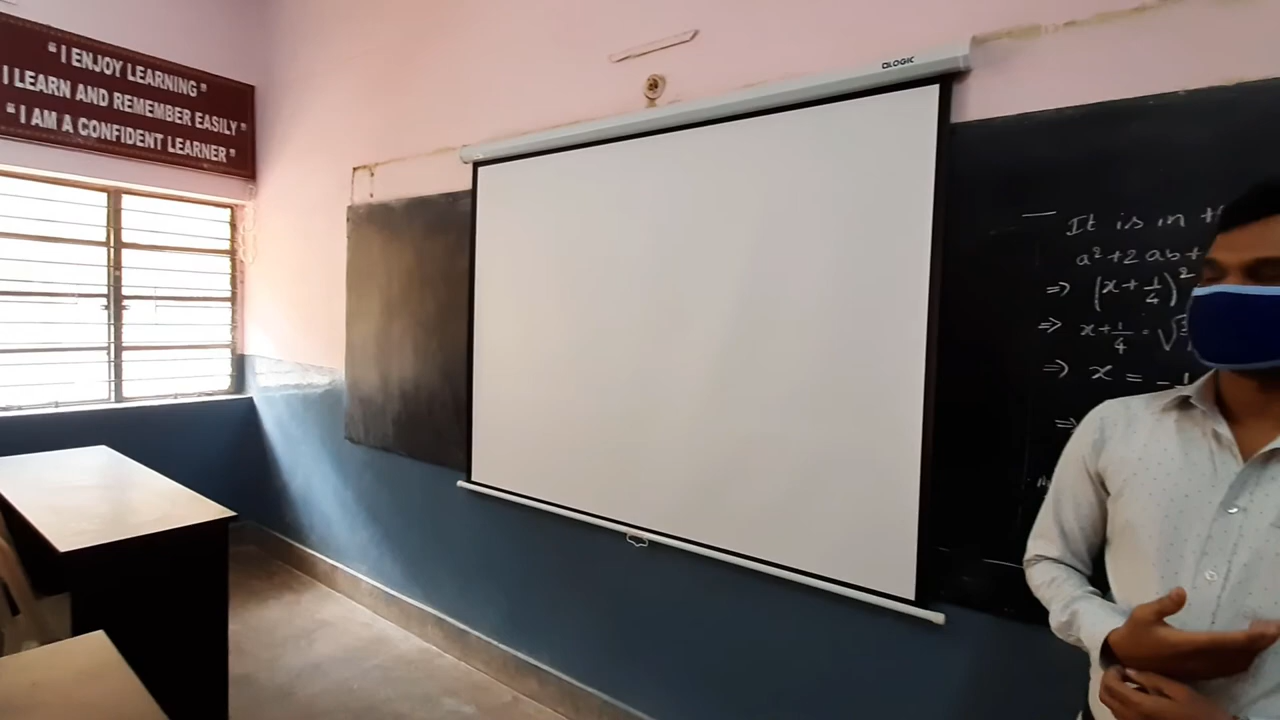 “ I ENJOY LEARNING ”
I LEARN AND REMEMBER EASILY ”
“ I AM A CONFIDENT LEARNER ”
DLOGIC
It is in
a²+2ab+
=> (x+1/4)²
=> x+1/4 = √
=> x = -
=>